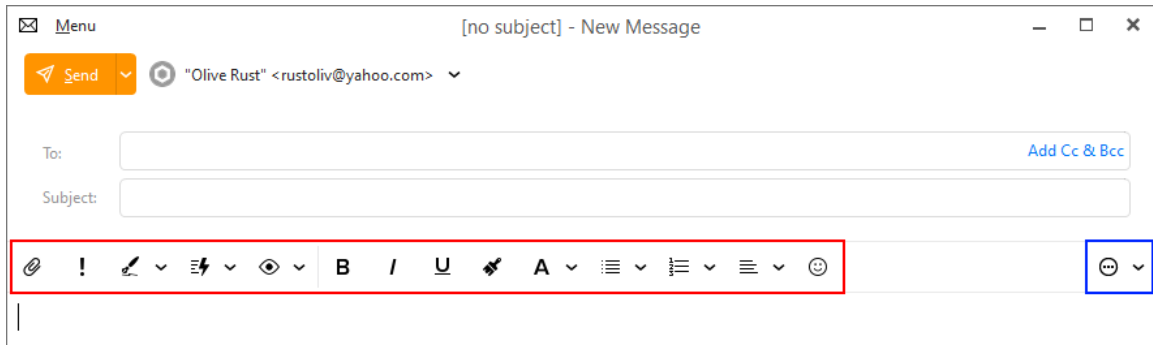 Menu [no subject] - New Message
Send "Olive Rust" <rustoliv@yahoo.com>
To: Add Cc & Bcc
Subject:
! B I U A